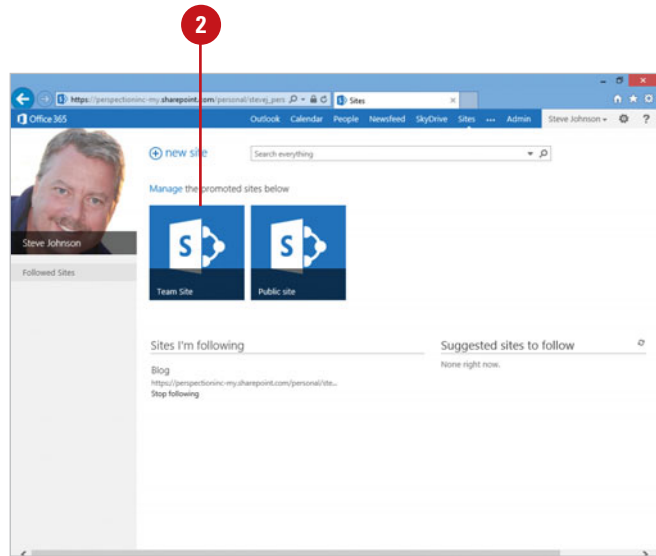 2
https://perspectioninc-my.sharepoint.com/personal/stevej_pers
Sites
Office 365
Outlook Calendar People Newsfeed SkyDrive Sites ... Admin Steve Johnson ?
new site
Search everything
Manage the promoted sites below
S
S
Steve Johnson
Team Site
Public site
Followed Sites
Sites I'm following
Suggested sites to follow
Blog
None right now.
https://perspectioninc-my.sharepoint.com/personal/ste...
Stop following